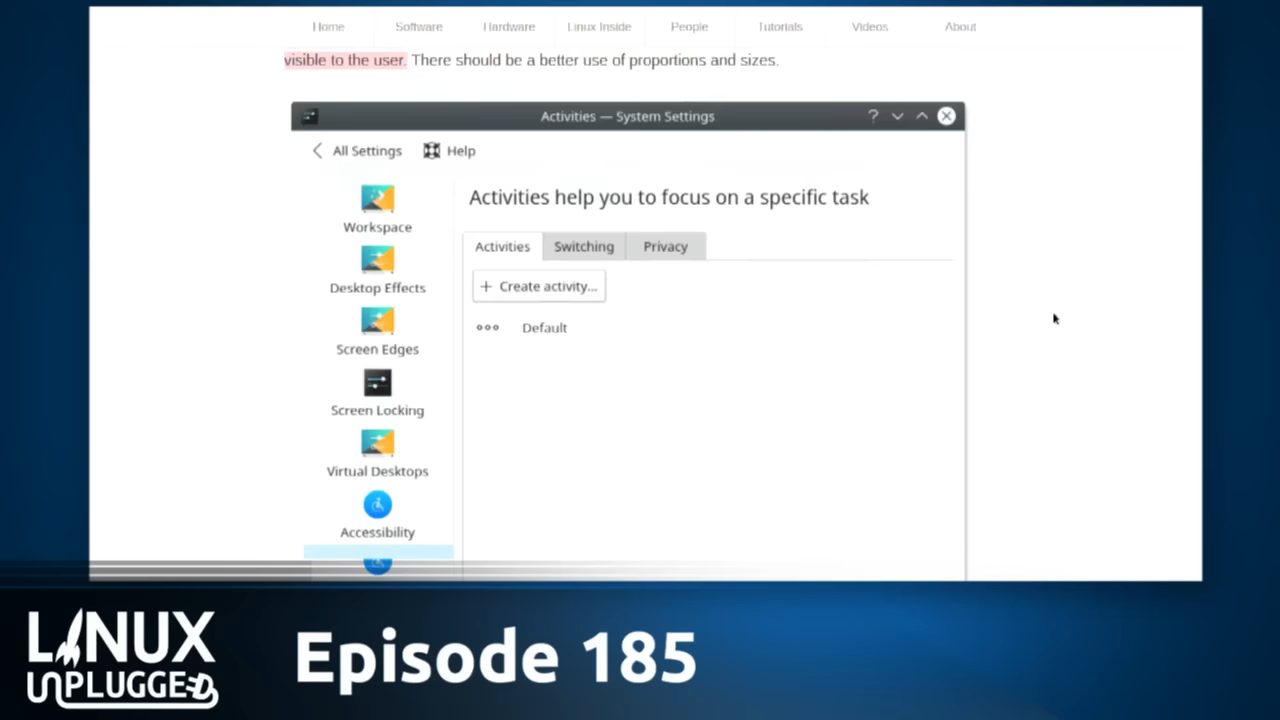 Home Software Hardware Linux Inside People Tutorials Videos About
visible to the user. There should be a better use of proportions and sizes.
Activities — System Settings
All Settings Help
Workspace
Desktop Effects
Screen Edges
Screen Locking
Virtual Desktops
Accessibility
Activities help you to focus on a specific task
Activities Switching Privacy
+ Create activity...
Default
LINUX
UNPLUGGED
Episode 185